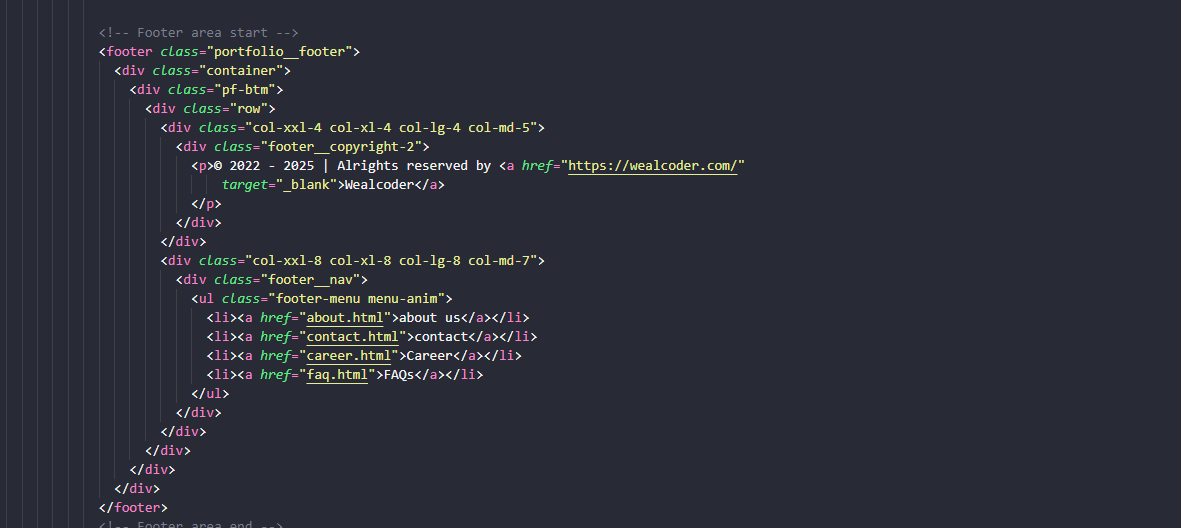 <!-- Footer area start -->
<footer class="portfolio__footer">
<div class="container">
<div class="pf-btm">
<div class="row">
<div class="col-xxl-4 col-xl-4 col-lg-4 col-md-5">
<div class="footer__copyright-2">
<p>© 2022 - 2025 | Alrights reserved by <a href="https://wealcoder.com/"
target="_blank">Wealcoder</a>
</p>
</div>
</div>
<div class="col-xxl-8 col-xl-8 col-lg-8 col-md-7">
<div class="footer__nav">
<ul class="footer-menu menu-anim">
<li><a href="about.html">about us</a></li>
<li><a href="contact.html">contact</a></li>
<li><a href="career.html">Career</a></li>
<li><a href="faq.html">FAQs</a></li>
</ul>
</div>
</div>
</div>
</div>
</div>
</footer>
<!-- Footer area end -->